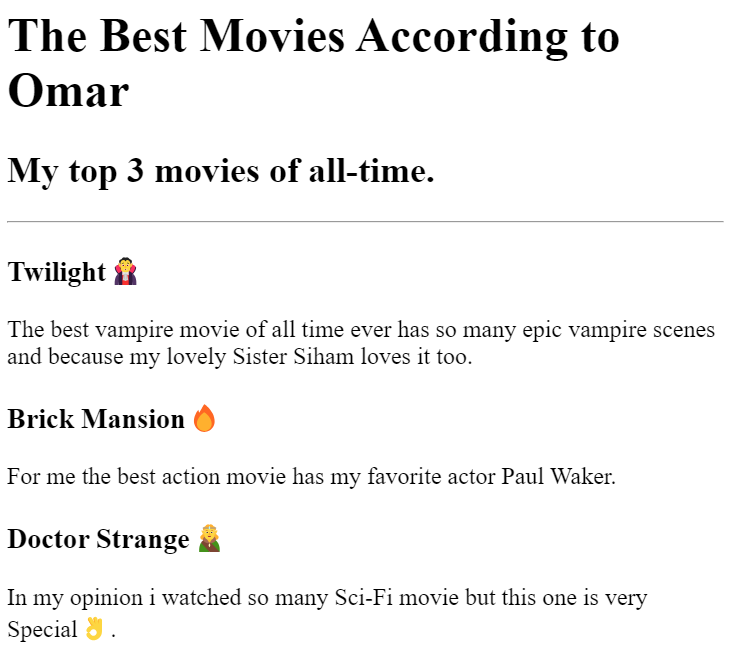 The Best Movies According to
Omar
My top 3 movies of all-time.
Twilight 🧛
The best vampire movie of all time ever has so many epic vampire scenes
and because my lovely Sister Siham loves it too.
Brick Mansion 🔥
For me the best action movie has my favorite actor Paul Waker.
Doctor Strange 🧝
In my opinion i watched so many Sci-Fi movie but this one is very
Special 👌 .